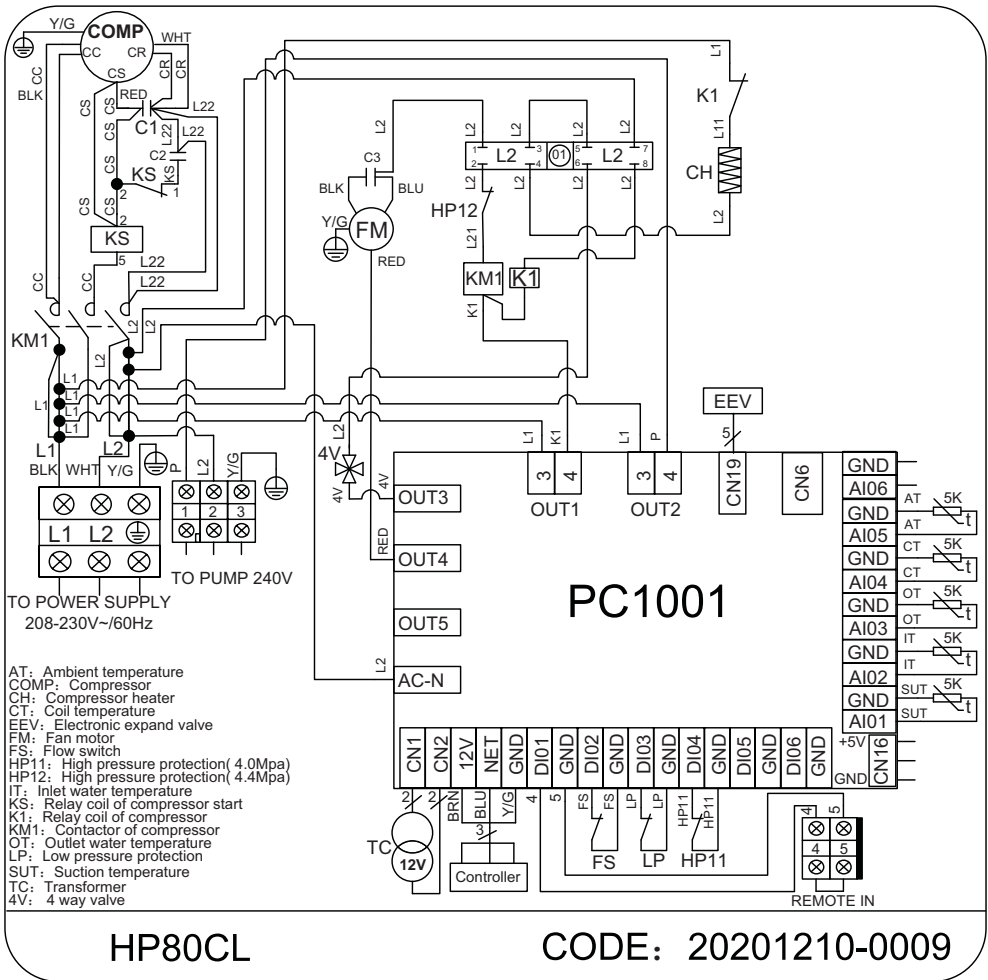 Y/G
COMP
WHT
CC
CR
CS
CC
BLK
CR
CR
RED
L22
CS
CS
CS
C1
L22
L22
C2
CS
CS
KS
KS
2
1
CS
CS
2
KS
5
L22
L22
CC
CC
KM1
L2
L2
L2
L1
L1
L1
L1
L1
L2
BLK
WHT
Y/G
P
L2
Y/G
L1
L2
1
2
3
TO POWER SUPPLY
208-230V~/60Hz
TO PUMP 240V
L2
C3
BLK
BLU
Y/G
FM
RED
L2
L2
L2
L2
1
3
5
7
L2
01
L2
2
4
6
8
L2
L2
L2
L2
HP12
L21
KM1
K1
K1
L1
K1
L11
CH
L2
L2
4V
4V
4V
RED
L2
L1
K1
L1
P
3
4
3
4
OUT1
OUT2
EEV
5
CN19
CN6
OUT3
OUT4
OUT5
AC-N
PC1001
GND
AI06
GND
AI05
GND
AI04
GND
AI03
GND
AI02
GND
AI01
+5V
GND
CN16
AT
AT
5K
t
CT
CT
5K
t
OT
OT
5K
t
IT
IT
5K
t
SUT
SUT
5K
t
CN1
CN2
12V
NET
GND
DI01
GND
DI02
GND
DI03
GND
DI04
GND
DI05
GND
DI06
GND
2
2
BRN
BLU
Y/G
3
TC
12V
Controller
4
5
FS
FS
FS
LP
LP
LP
HP11
HP11
HP11
4
5
4
5
REMOTE IN
AT: Ambient temperature
COMP: Compressor
CH: Compressor heater
CT: Coil temperature
EEV: Electronic expand valve
FM: Fan motor
FS: Flow switch
HP11: High pressure protection( 4.0Mpa)
HP12: High pressure protection( 4.4Mpa)
IT: Inlet water temperature
KS: Relay coil of compressor start
K1: Relay coil of compressor
KM1: Contactor of compressor
OT: Outlet water temperature
LP: Low pressure protection
SUT: Suction temperature
TC: Transformer
4V: 4 way valve
HP80CL
CODE: 20201210-0009